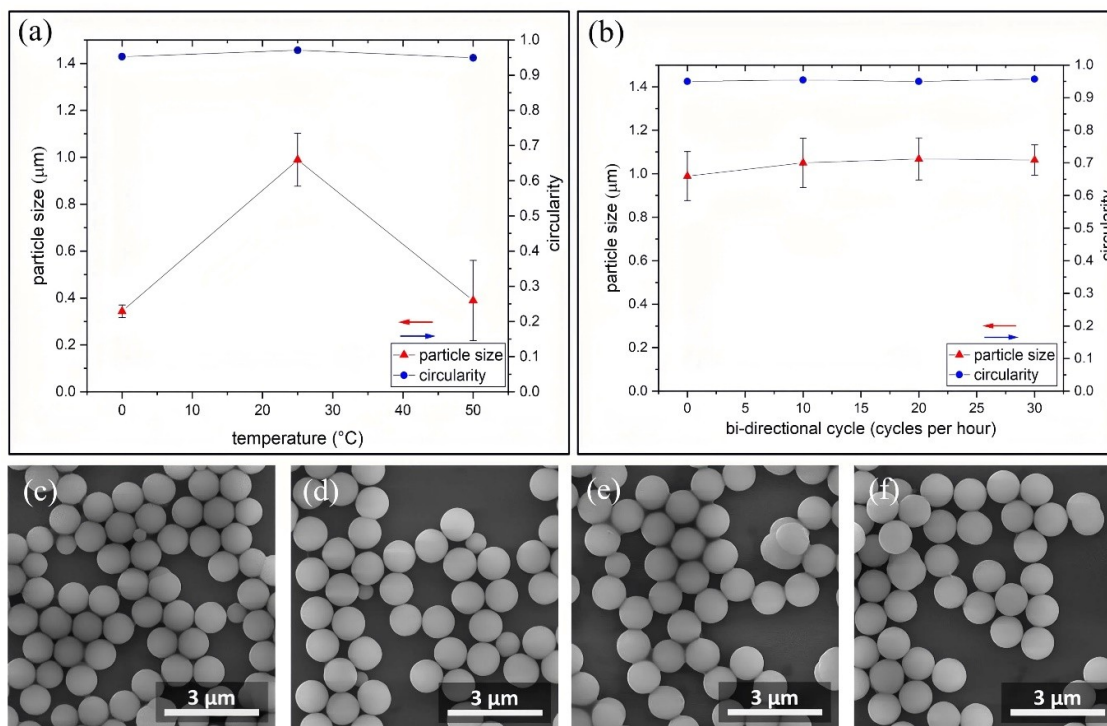 (a)
1.4
1.2
1.0
0.8
0.6
0.4
0.2
0.0
particle size (µm)
1.0
0.9
0.8
0.7
0.6
0.5
0.4
0.3
0.2
0.1
0.0
circularity
particle size
circularity
0 10 20 30 40 50
temperature (°C)
(b)
1.4
1.2
1.0
0.8
0.6
0.4
0.2
0.0
particle size (µm)
1.0
0.9
0.8
0.7
0.6
0.5
0.4
0.3
0.2
0.1
0.0
circularity
particle size
circularity
0 5 10 15 20 25 30
bi-directional cycle (cycles per hour)
(c)
3 µm
(d)
3 µm
(e)
3 µm
(f)
3 µm